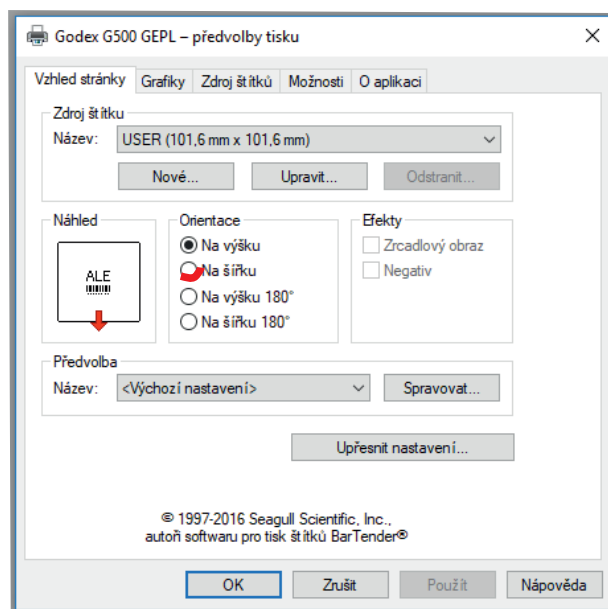 Godex G500 GEPL – předvolby tisku
Vzhled stránky Grafiky Zdroj štítků Možnosti O aplikaci
Zdroj štítku
Název: USER (101,6 mm x 101,6 mm)
Nové... Upravit... Odstranit...
Náhled
ALE
Orientace
Na výšku
Na šířku
Na výšku 180°
Na šířku 180°
Efekty
Zrcadlový obraz
Negativ
Předvolba
Název: <Výchozí nastavení> Spravovat...
Upřesnit nastavení...
© 1997-2016 Seagull Scientific, Inc.,
autoři softwaru pro tisk štítků BarTender®
OK Zrušit Použít Nápověda